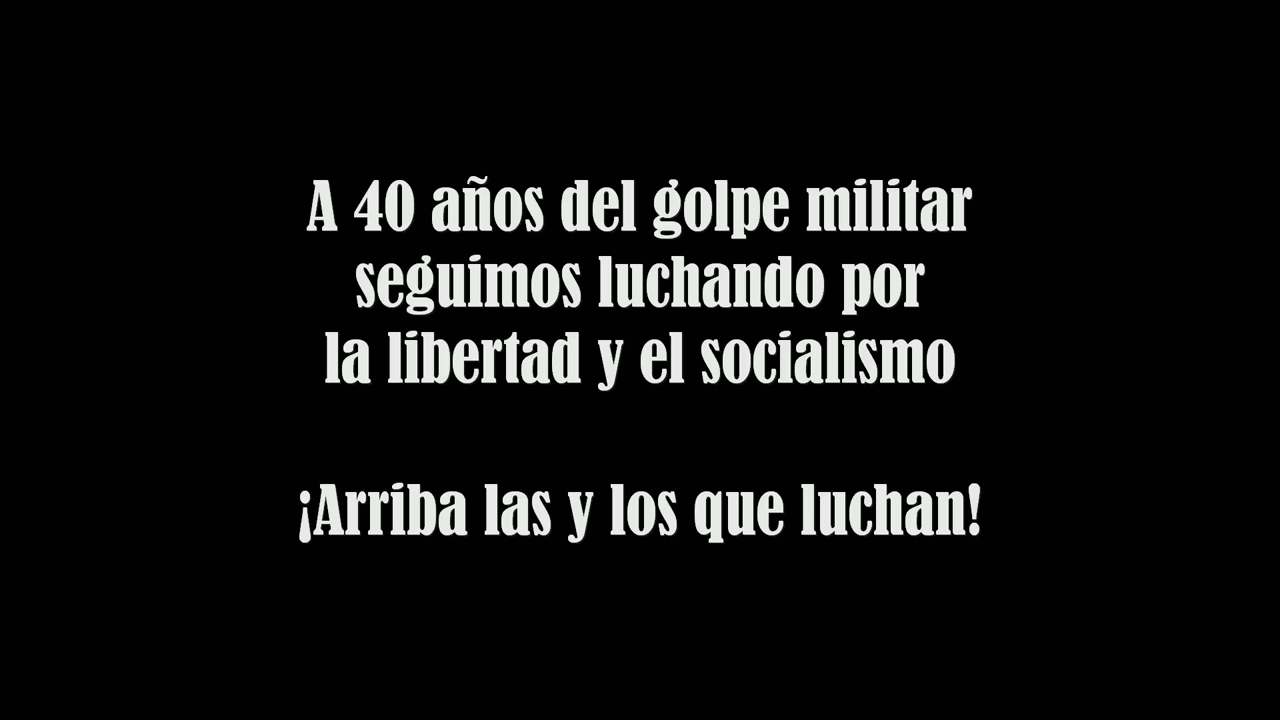 A 40 años del golpe militar
seguimos luchando por
la libertad y el socialismo
¡Arriba las y los que luchan!